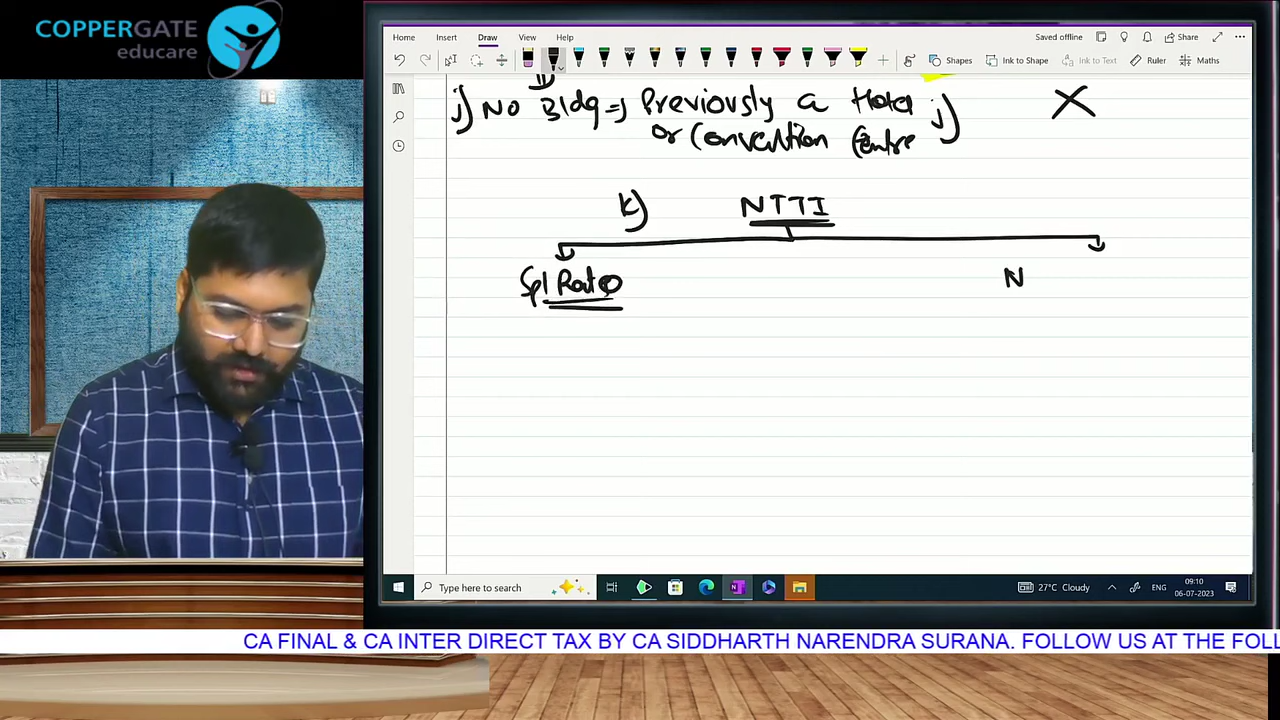 COPPERGATE
educare
Home Insert Draw View Help
Saved offline Share
Shapes Ink to Shape Ink to Text Ruler Maths
j) No Bldg => Previously a Hotel j) X
or Convention Centre
k) NTTI
Spl Rates N
Type here to search
27°C Cloudy ENG 09:10
06-07-2023
CA FINAL & CA INTER DIRECT TAX BY CA SIDDHARTH NARENDRA SURANA. FOLLOW US AT THE FOLL